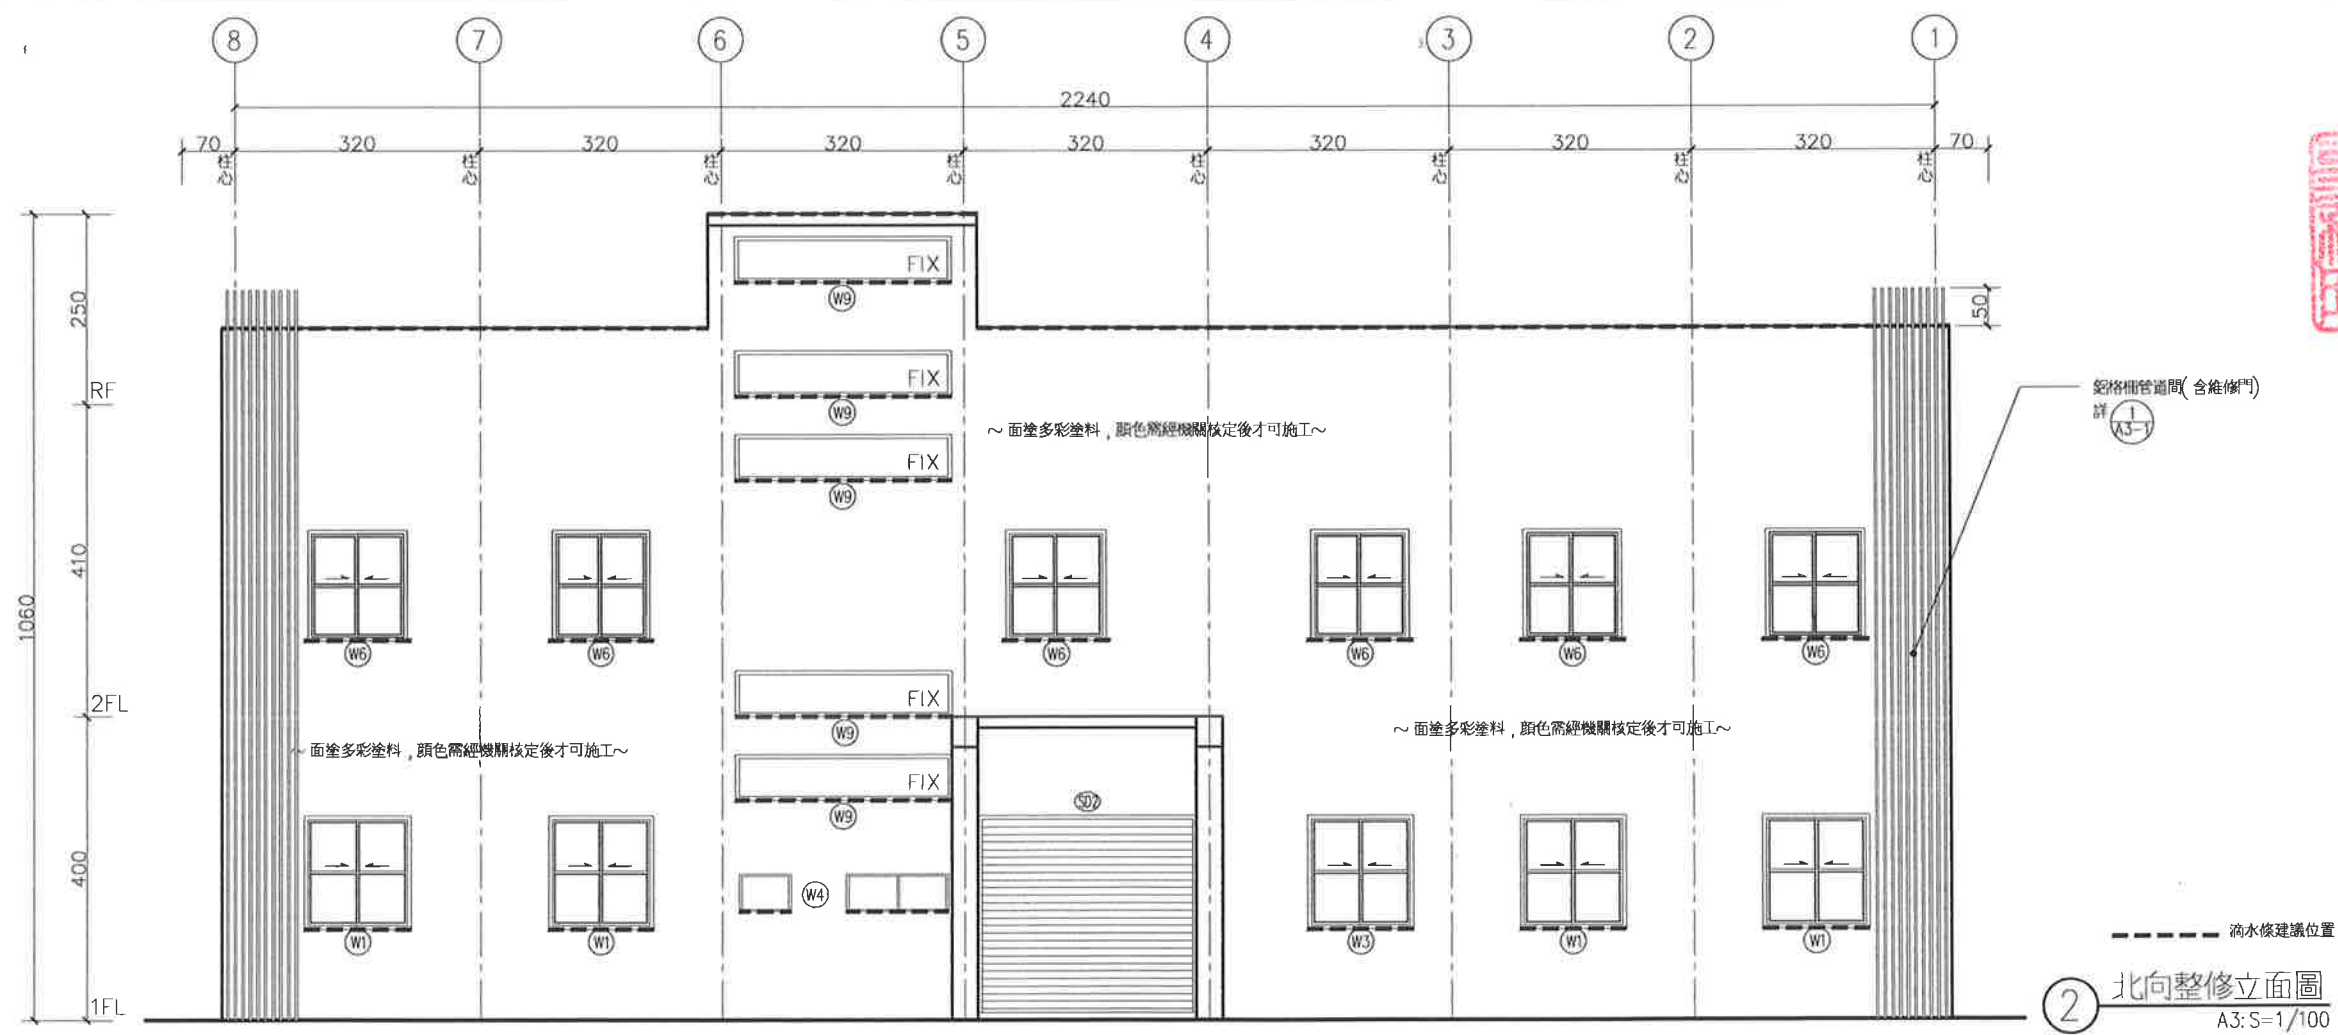 8 7 6 5 4 3 2 1
2240
70 320 320 320 320 320 320 320 70
柱心 柱心 柱心 柱心 柱心 柱心 柱心 柱心
FIX
W9
250
50
RF
FIX
W9
鋁格柵管道間(含維修門)
詳 1
A3-1
~面塗多彩塗料,顏色需經機關核定後才可施工~
FIX
W9
410
1060
W6 W6 W6 W6 W6 W6
2FL
FIX
W9
~面塗多彩塗料,顏色需經機關核定後才可施工~
~面塗多彩塗料,顏色需經機關核定後才可施工~
FIX
W9
SD2
400
W4
W1 W1 W3 W1 W1
滴水條建議位置
1FL
2 北向整修立面圖
A3:S=1/100